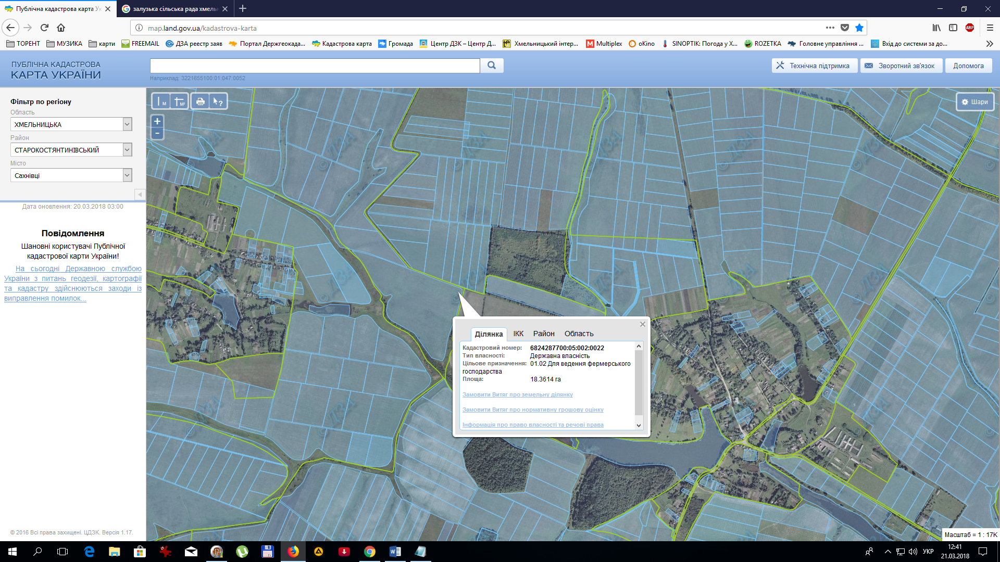 Публічна кадастрова карта Ук
залузька сільська рада хмель
map.land.gov.ua/kadastrova-karta
ABP
ТОРЕНТ
МУЗИКА
карти
FREEMAIL
ДЗА реестр заяв
Портал Держгеокада...
Кадастрова карта
Громада
Центр ДЗК – Центр Д...
Хмельницький інтер...
Multiplex
oKino
SINOPTIK: Погода у Х...
ROZETKA
Головне управління ...
Вхід до системи за до...
ПУБЛІЧНА КАДАСТРОВА
КАРТА УКРАЇНИ
Наприклад: 3221655100:01:047:0052
Технічна підтримка
Зворотний зв'язок
Допомога
Фільтр по регіону
Область
ХМЕЛЬНИЦЬКА
Район
СТАРОКОСТЯНТИНІВСЬКИЙ
Місто
Сахнівці
Дата оновлення: 20.03.2018 03:00
Повідомлення
Шановні користувачі Публічної
кадастрової карти України!
На сьогодні Державною службою
України з питань геодезії, картографії
та кадастру здійснюються заходи із
виправлення помилок...
© 2016 Всі права захищені. ЦДЗК. Версія 1.17.
М
М²
+
-
Шари
© ДЗА
Ділянка
ІКК
Район
Область
Кадастровий номер: 6824287700:05:002:0022
Тип власності: Державна власність
Цільове призначення: 01.02 Для ведення фермерського
господарства
Площа: 18.3614 га
Замовити Витяг про земельну ділянку
Замовити Витяг про нормативну грошову оцінку
Інформація про право власності та речові права
Масштаб = 1 : 17K
УКР
12:41
21.03.2018